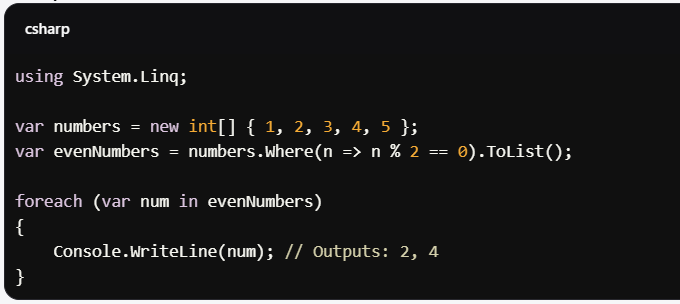 csharp
using System.Linq;
var numbers = new int[] { 1, 2, 3, 4, 5 };
var evenNumbers = numbers.Where(n => n % 2 == 0).ToList();
foreach (var num in evenNumbers)
{
    Console.WriteLine(num); // Outputs: 2, 4
}